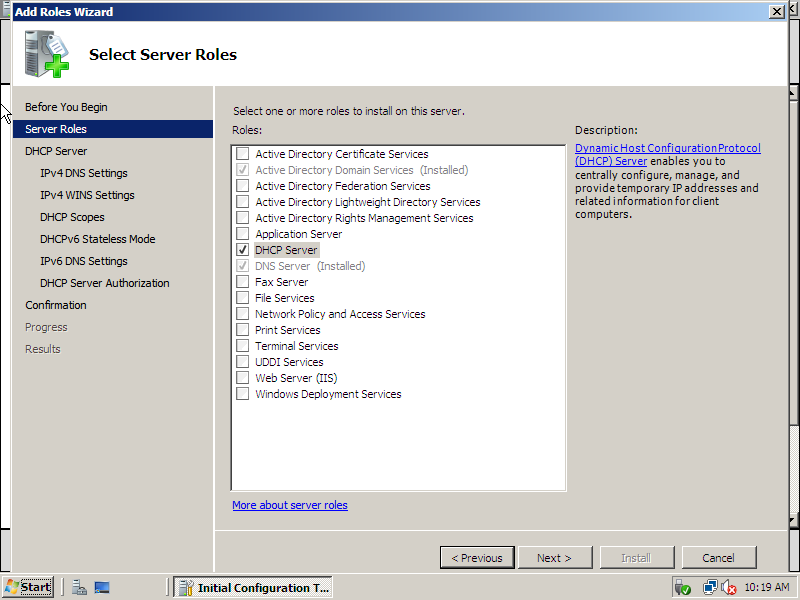 Add Roles Wizard
Select Server Roles
Before You Begin
Server Roles
DHCP Server
IPv4 DNS Settings
IPv4 WINS Settings
DHCP Scopes
DHCPv6 Stateless Mode
IPv6 DNS Settings
DHCP Server Authorization
Confirmation
Progress
Results
Select one or more roles to install on this server.
Roles:
Active Directory Certificate Services
Active Directory Domain Services (Installed)
Active Directory Federation Services
Active Directory Lightweight Directory Services
Active Directory Rights Management Services
Application Server
DHCP Server
DNS Server (Installed)
Fax Server
File Services
Network Policy and Access Services
Print Services
Terminal Services
UDDI Services
Web Server (IIS)
Windows Deployment Services
More about server roles
Description:
Dynamic Host Configuration Protocol
(DHCP) Server enables you to
centrally configure, manage, and
provide temporary IP addresses and
related information for client
computers.
< Previous
Next >
Install
Cancel
Start
Initial Configuration T...
10:19 AM